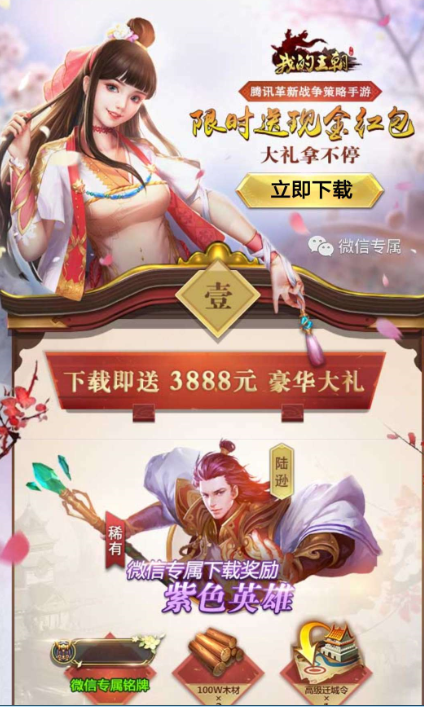 我的王朝
腾讯革新战争策略手游
限时送现金红包
大礼拿不停
立即下载
微信专属
壹
下载即送 3888元 豪华大礼
陆逊
稀有
微信专属下载奖励
紫色英雄
微信专属铭牌
100W木材
高级迁城令